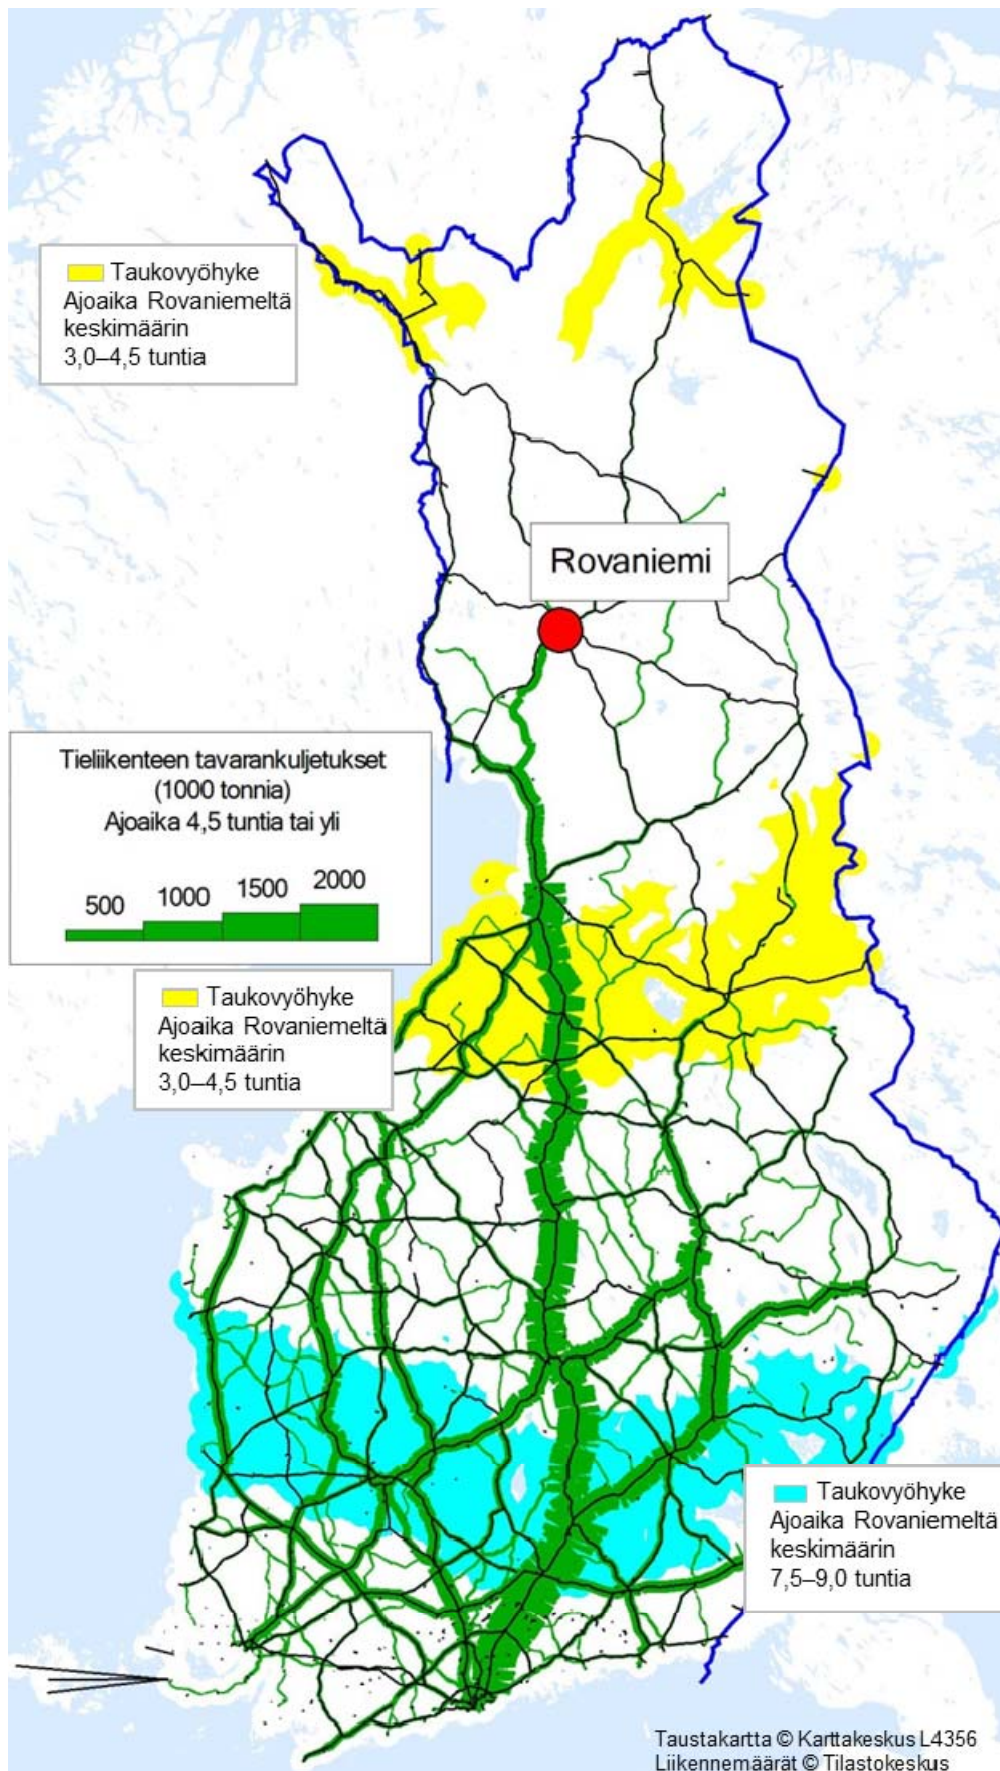 Taukovyöhyke
Ajoaika Rovaniemeltä
keskimäärin
3,0–4,5 tuntia
Rovaniemi
Tieliikenteen tavarankuljetukset
(1000 tonnia)
Ajoaika 4,5 tuntia tai yli
500 1000 1500 2000
Taukovyöhyke
Ajoaika Rovaniemeltä
keskimäärin
3,0–4,5 tuntia
Taukovyöhyke
Ajoaika Rovaniemeltä
keskimäärin
7,5–9,0 tuntia
Taustakartta © Karttakeskus L4356
Liikennemäärät © Tilastokeskus